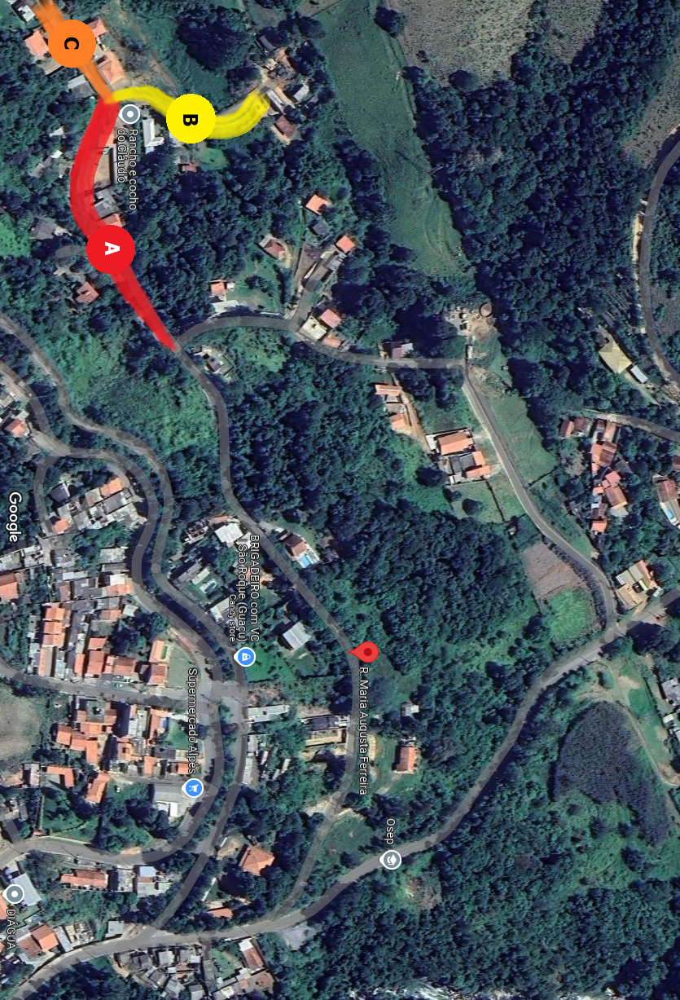 C
B
Rancho e cocho
do Claudio
A
BRIGADEIRO com VC
| São Roque (Guaçu)
Candy store
Google
R. Maria Augusta Ferreira
Supermercado Alpes
Osep
DIÁGUA